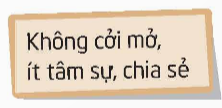 Không cởi mở,
ít tâm sự, chia sẻ